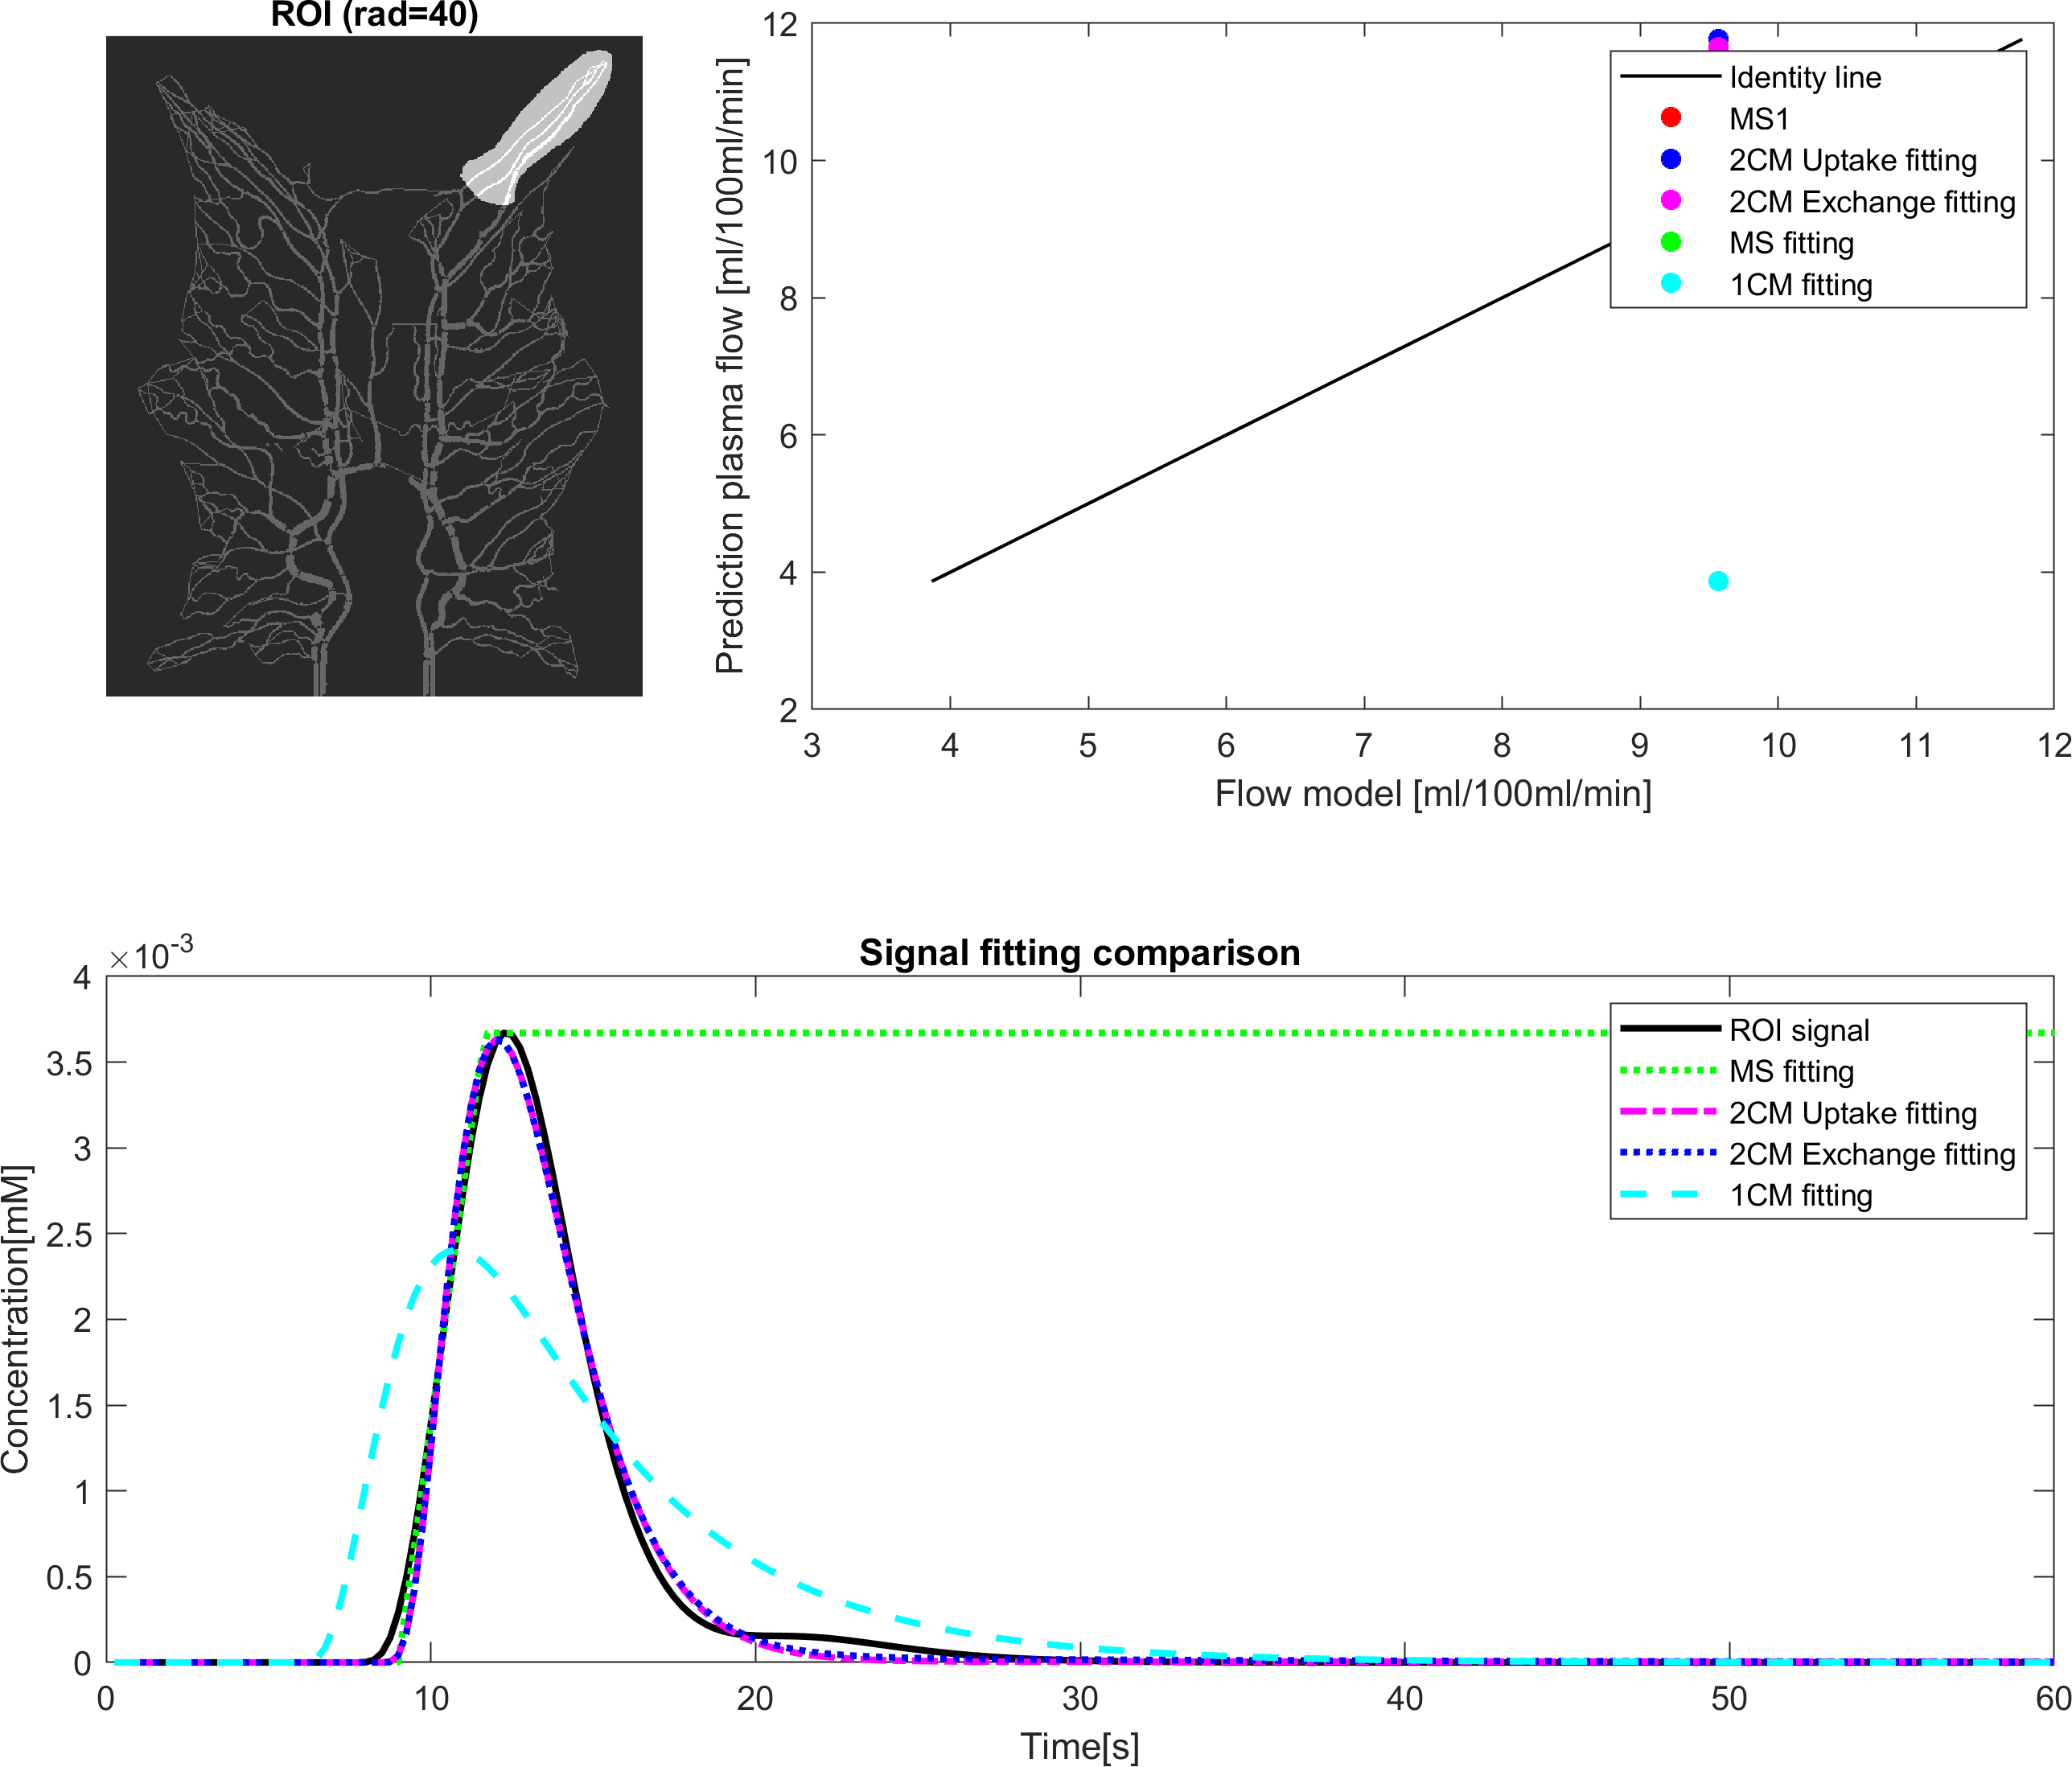 ROI (rad=40)
12
10
8
6
4
2
Prediction plasma flow [ml/100ml/min]
Identity line
MS1
2CM Uptake fitting
2CM Exchange fitting
MS fitting
1CM fitting
3 4 5 6 7 8 9 10 11 12
Flow model [ml/100ml/min]
Signal fitting comparison
×10-3
4
3.5
3
2.5
2
1.5
1
0.5
0
Concentration[mM]
ROI signal
MS fitting
2CM Uptake fitting
2CM Exchange fitting
1CM fitting
0 10 20 30 40 50 60
Time[s]